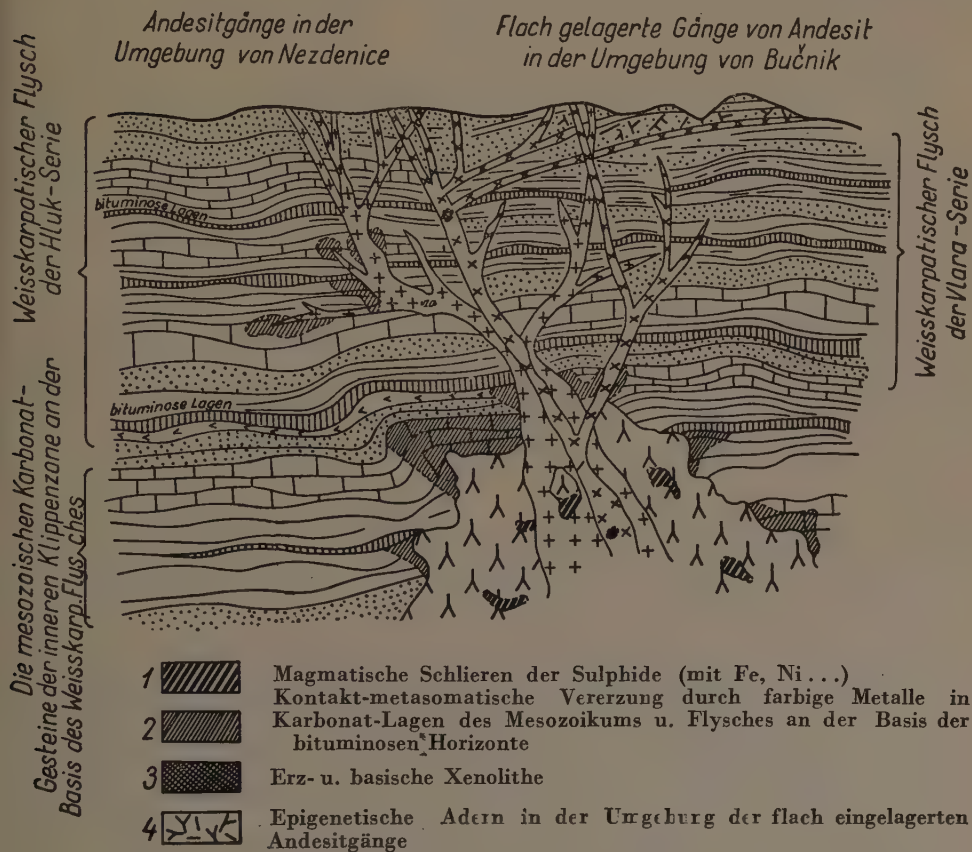 Andesitgänge in der
Umgebung von Nezdenice
Flach gelagerte Gänge von Andesit
in der Umgebung von Bučnik
Weisskarpatischer Flysch
der Hluk-Serie
Die mesozoischen Karbonat-
Gesteine der inneren Klippenzone an der
Basis des Weisskarp. Flysches
bituminose Lagen
bituminose Lagen
Weisskarpatischer Flysch
der Vlara-Serie
1 Magmatische Schlieren der Sulphide (mit Fe, Ni...)
Kontakt-metasomatische Vererzung durch farbige Metalle in
2 Karbonat-Lagen des Mesozoikums u. Flysches an der Basis der
bituminosen Horizonte
3 Erz- u. basische Xenolithe
4 Epigenetische Adern in der Umgebung der flach eingelagerten
Andesitgänge